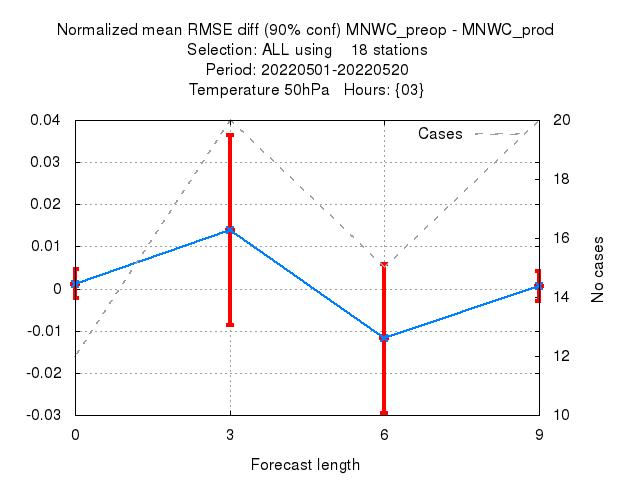 Normalized mean RMSE diff (90% conf) MNWC_preop - MNWC_prod
Selection: ALL using    18 stations
Period: 20220501-20220520
Temperature 50hPa   Hours: {03}
Cases
0.04
0.03
0.02
0.01
0
-0.01
-0.02
-0.03
20
18
16
14
12
10
No cases
0 3 6 9
Forecast length